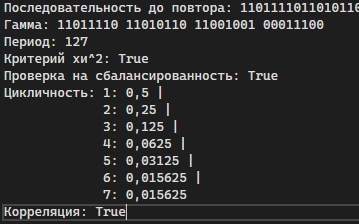 Последовательность до повтора: 1101111011010110
Гамма: 11011110 11010110 11001001 00011100
Период: 127
Критерий хи^2: True
Проверка на сбалансированность: True
Цикличность: 1: 0,5 |
2: 0,25 |
3: 0,125 |
4: 0,0625 |
5: 0,03125 |
6: 0,015625 |
7: 0,015625
Корреляция: True